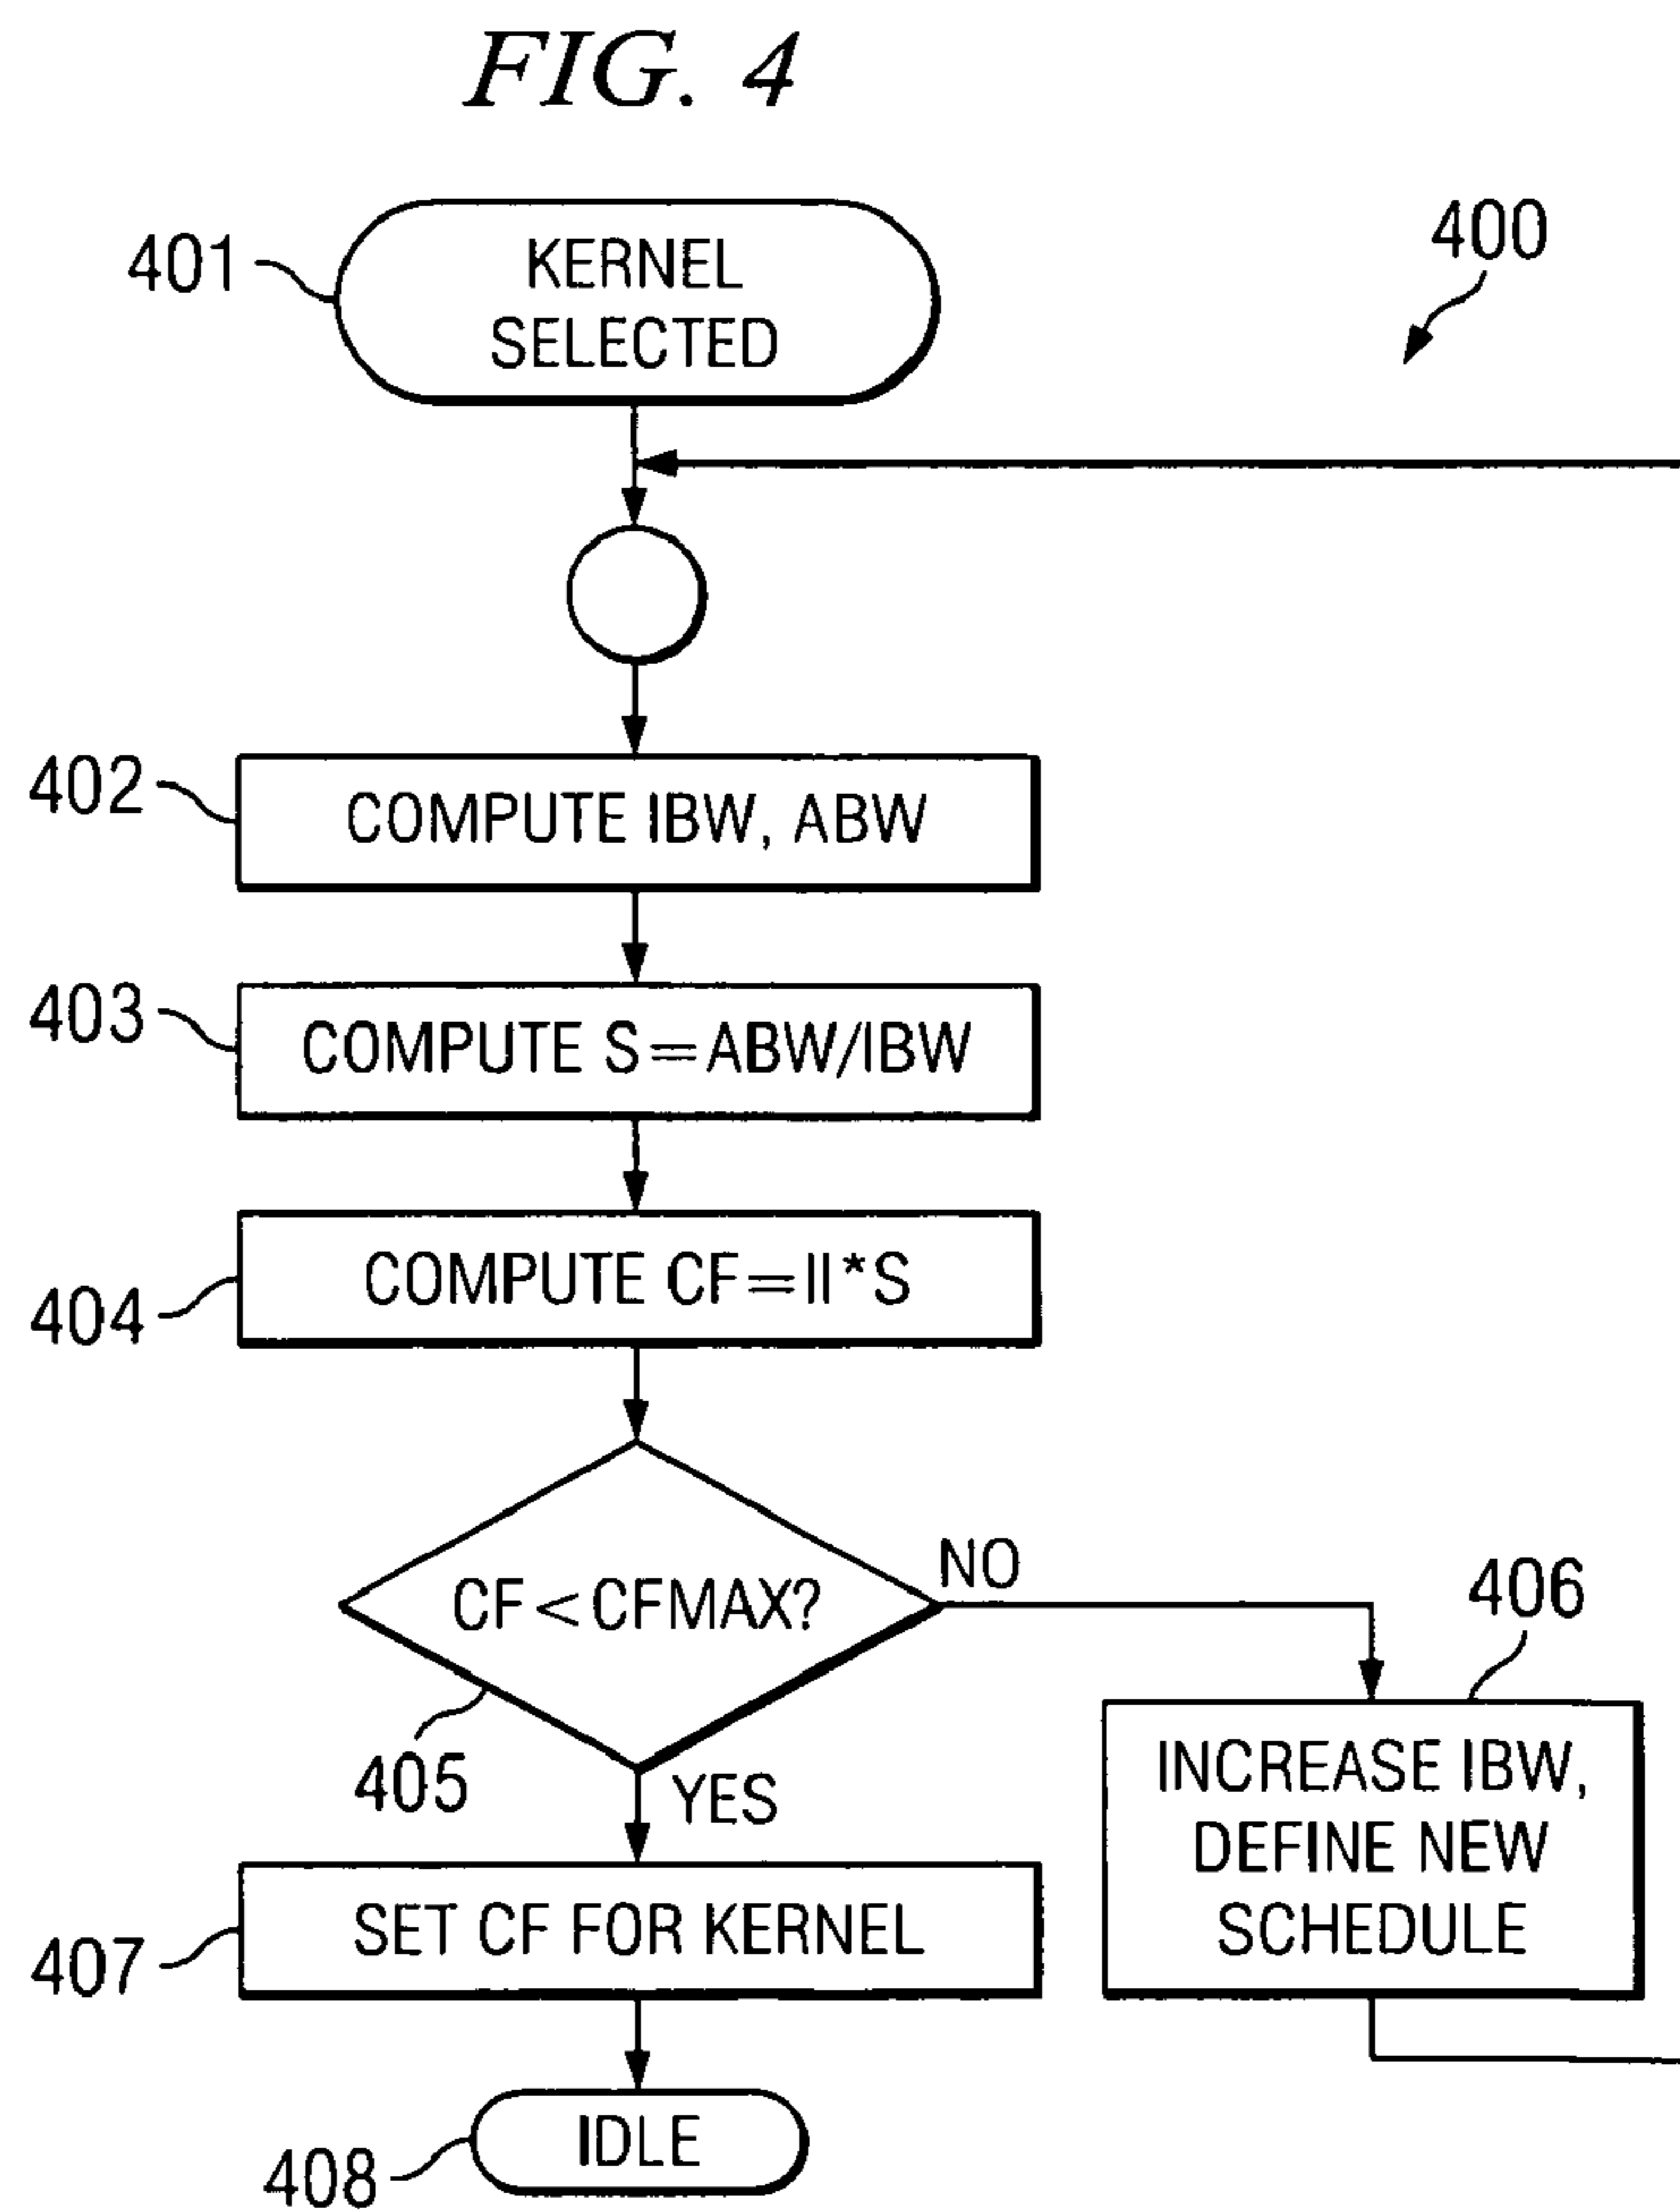 FIG. 4
400
401
KERNEL
SELECTED
402
COMPUTE IBW, ABW
403
COMPUTE S=ABW/IBW
404
COMPUTE CF=II*S
CF<CFMAX?
NO
405
YES
406
INCREASE IBW,
DEFINE NEW
SCHEDULE
407
SET CF FOR KERNEL
408
IDLE